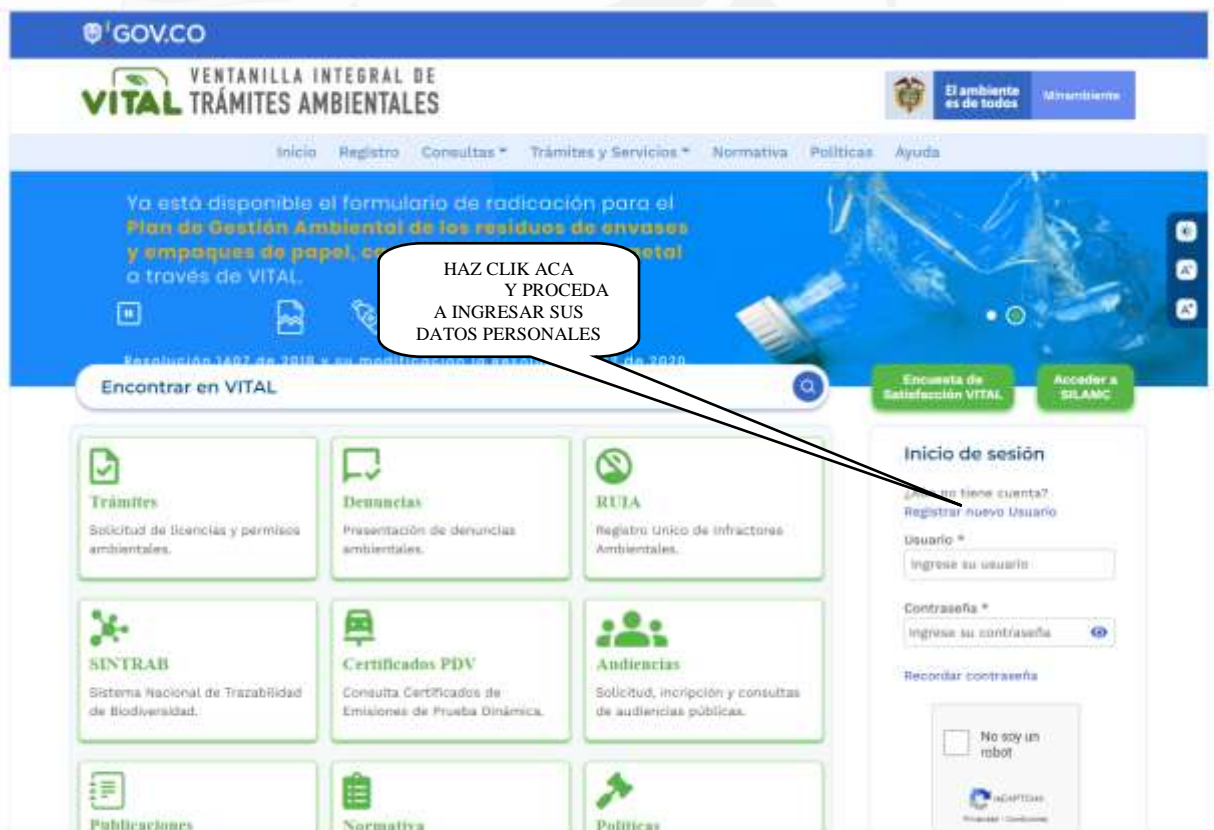 GOV.CO
VITAL
VENTANILLA INTEGRAL DE
TRÁMITES AMBIENTALES
El ambiente
es de todos
Minambiente
Inicio Registro Consultas Trámites y Servicios Normativa Políticas Ayuda
Ya está disponible el formulario de radicación para el
Plan de Gestión Ambiental de los residuos de envases
y empaques de papel,
a través de VITAL.
HAZ CLIK ACA
Y PROCEDA
A INGRESAR SUS
DATOS PERSONALES
Resolución 1407 de 2018 y su modificación la de 2020
Encontrar en VITAL
Encuesta de
Satisfacción VITAL
Acceder a
SILAMC
Trámites
Solicitud de licencias y permisos
ambientales.
Denuncias
Presentación de denuncias
ambientales.
RUIA
Registro Unico de Infractores
Ambientales.
SINTRAB
Sistema Nacional de Trazabilidad
de Biodiversidad.
Certificados PDV
Consulta Certificados de
Emisiones de Prueba Dinámica.
Audiencias
Solicitud, incripción y consultas
de audiencias públicas.
Publicaciones
Normativa
Políticas
Inicio de sesión
no tiene cuenta?
Registrar nuevo Usuario
Usuario *
Ingrese su usuario
Contraseña *
Ingrese su contraseña
Recordar contraseña
No soy un
robot
reCAPTCHA
Privacidad - Condiciones